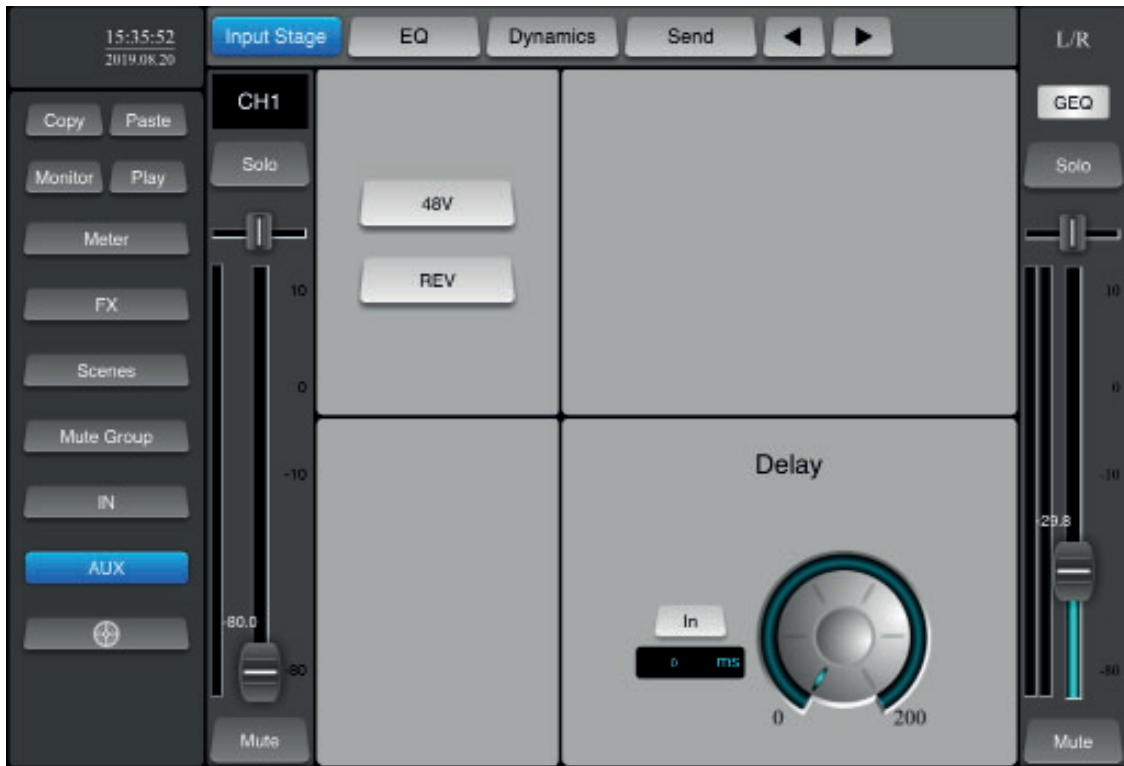 15:35:52
2019.08.20
Copy
Paste
Monitor
Play
Meter
FX
Scenes
Mute Group
IN
AUX
Input Stage
EQ
Dynamics
Send
CH1
Solo
10
0
-10
-80.0
-80
Mute
48V
REV
Delay
In
0 ms
0
200
L/R
GEQ
Solo
10
0
-10
-29.8
-80
Mute